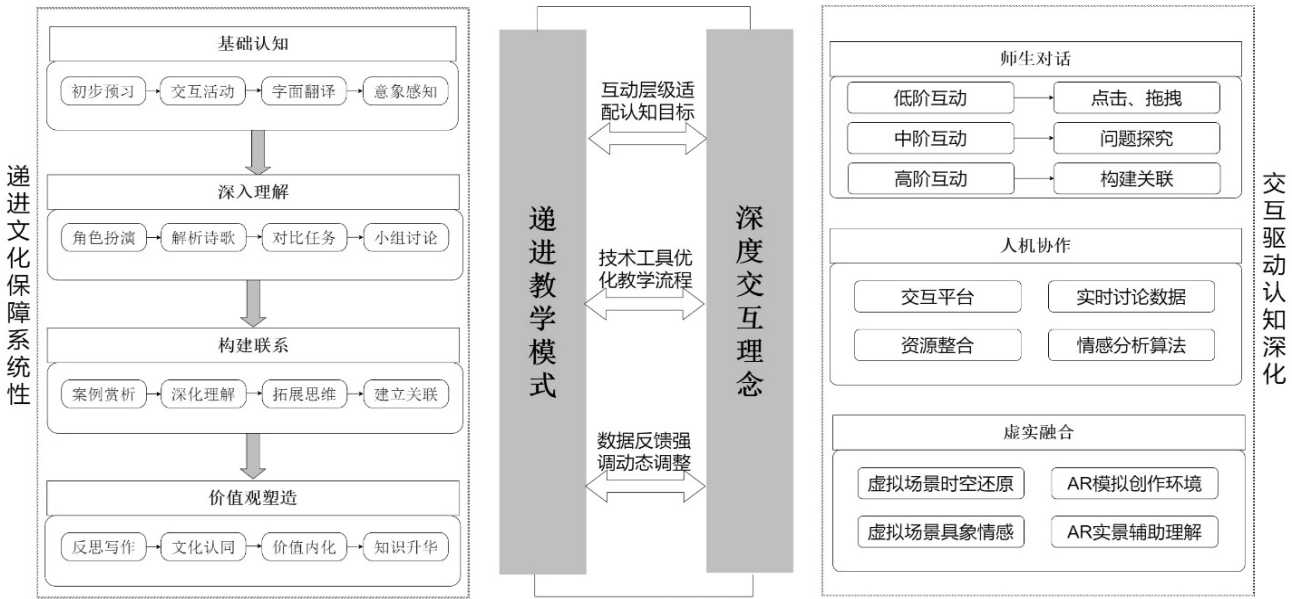 递进文化保障系统性
基础认知
初步预习
交互活动
字面翻译
意象感知
深入理解
角色扮演
解析诗歌
对比任务
小组讨论
构建联系
案例赏析
深化理解
拓展思维
建立关联
价值观塑造
反思写作
文化认同
价值内化
知识升华
递进教学模式
互动层级适
配认知目标
技术工具优
化教学流程
数据反馈强
调动态调整
深度交互理念
师生对话
低阶互动
点击、拖拽
中阶互动
问题探究
高阶互动
构建关联
人机协作
交互平台
实时讨论数据
资源整合
情感分析算法
虚实融合
虚拟场景时空还原
AR模拟创作环境
虚拟场景具象情感
AR实景辅助理解
交互驱动认知深化